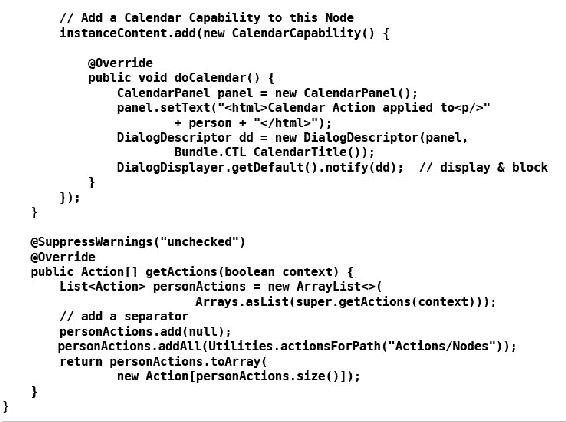 // Add a Calendar Capability to this Node
instanceContent.add(new CalendarCapability() {
@Override
public void doCalendar() {
CalendarPanel panel = new CalendarPanel();
panel.setText("<html>Calendar Action applied to<p/>"
+ person + "</html>");
DialogDescriptor dd = new DialogDescriptor(panel,
Bundle.CTL_CalendarTitle());
DialogDisplayer.getDefault().notify(dd);  // display & block
}
});
}
@SuppressWarnings("unchecked")
@Override
public Action[] getActions(boolean context) {
List<Action> personActions = new ArrayList<>(
Arrays.asList(super.getActions(context)));
// add a separator
personActions.add(null);
personActions.addAll(Utilities.actionsForPath("Actions/Nodes"));
return personActions.toArray(
new Action[personActions.size()]);
}
}